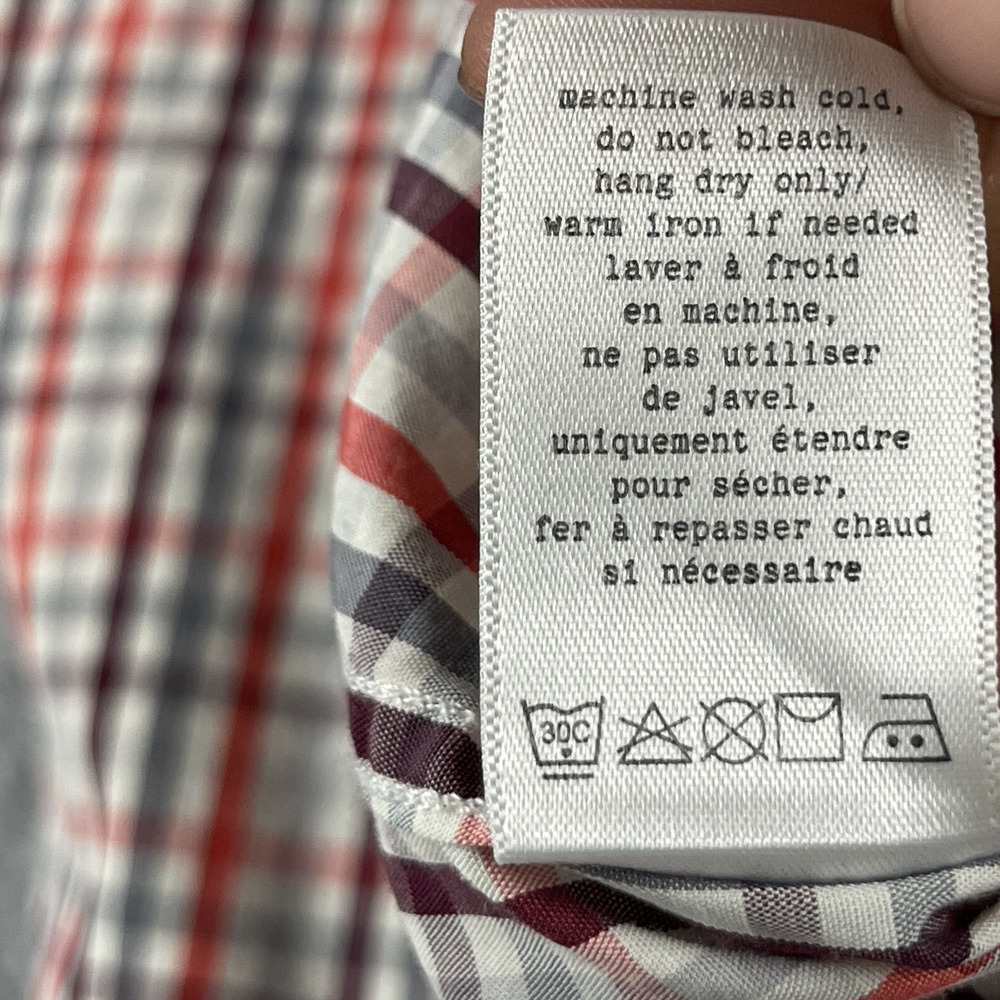 machine wash cold,
do not bleach,
hang dry only/
warm iron if needed
laver à froid
en machine,
ne pas utiliser
de javel,
uniquement étendre
pour sécher,
fer à repasser chaud
si nécessaire
30C